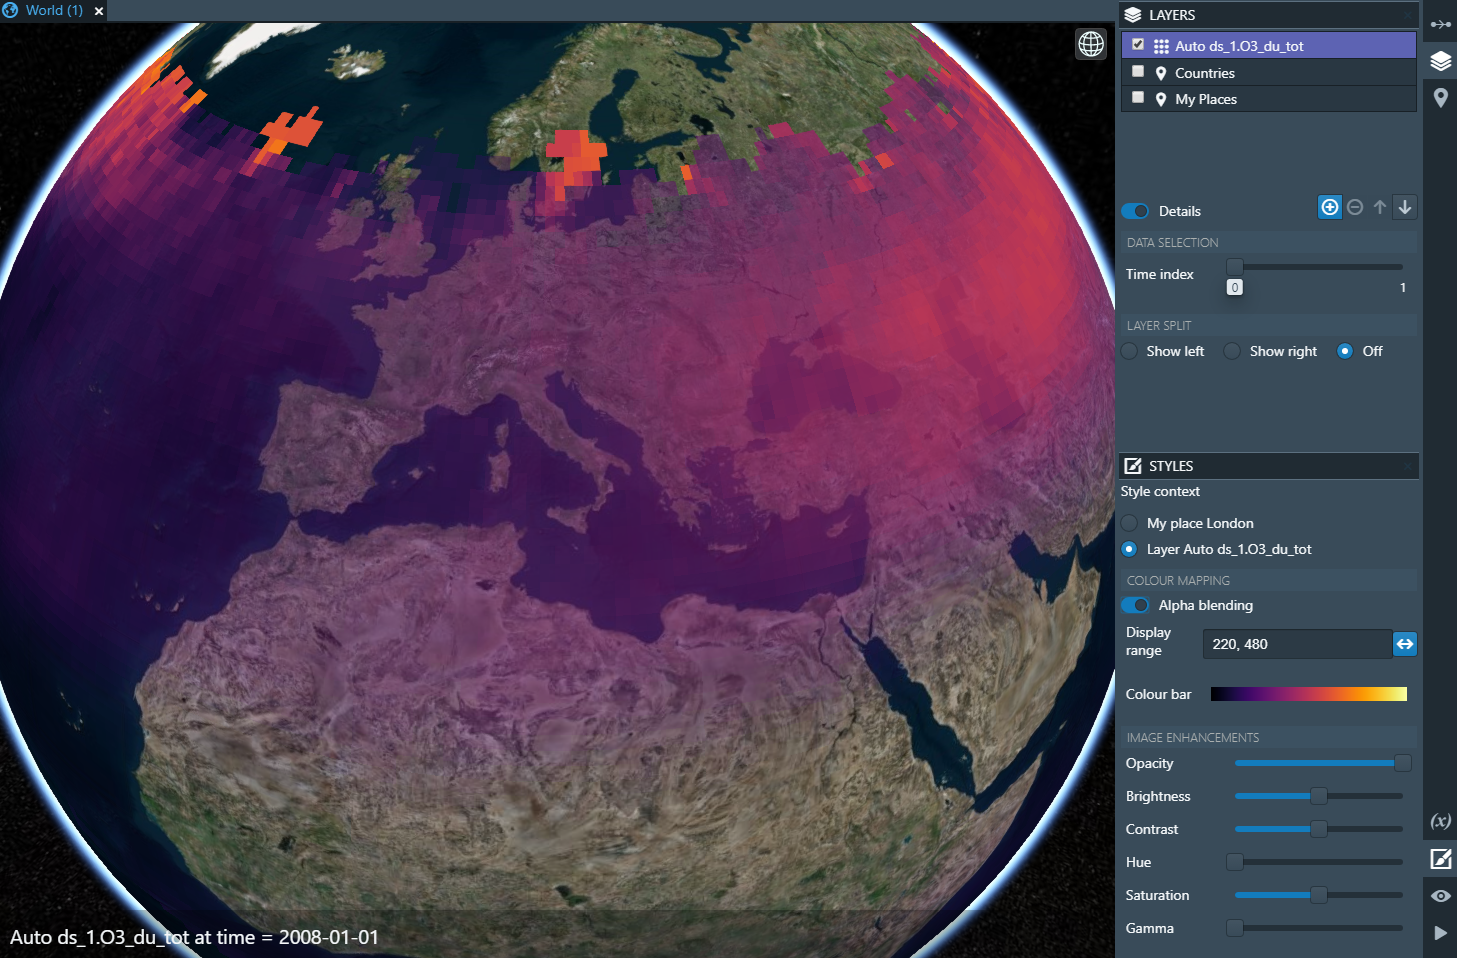 World (1)
LAYERS
Auto ds_1.O3_du_tot
Countries
My Places
Details
DATA SELECTION
Time index
0
1
LAYER SPLIT
Show left
Show right
Off
STYLES
Style context
My place London
Layer Auto ds_1.O3_du_tot
COLOUR MAPPING
Alpha blending
Display
range
220, 480
Colour bar
IMAGE ENHANCEMENTS
Opacity
Brightness
Contrast
Hue
Saturation
Gamma
(x)
Auto ds_1.O3_du_tot at time = 2008-01-01